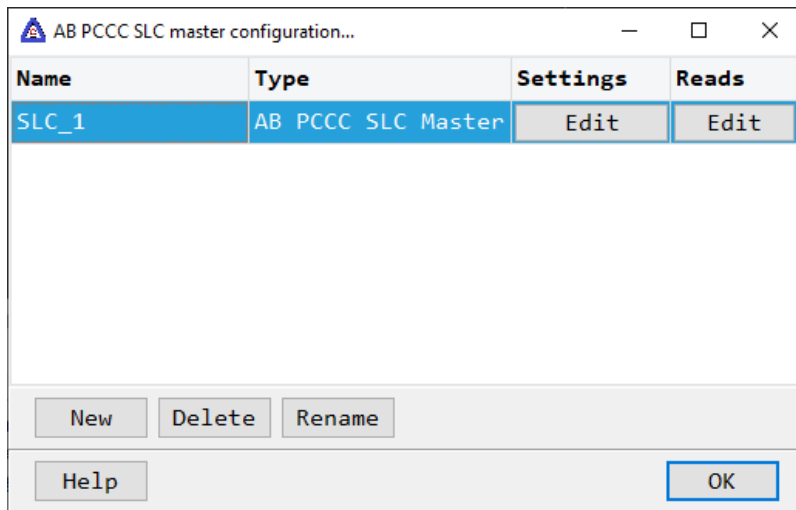 AB PCCC SLC master configuration...
Name Type Settings Reads
SLC_1 AB PCCC SLC Master Edit Edit
New Delete Rename
Help OK